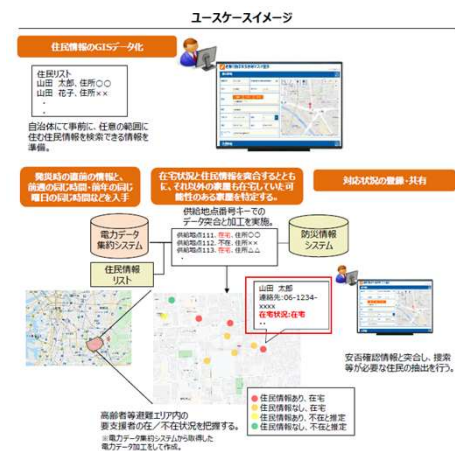 ユースケースイメージ
住民情報のGISデータ化
住民リスト
山田 太郎、住所〇〇
山田 花子、住所××
・
・
自治体にて事前に、任意の範囲に
住む住民情報を検索できる情報を
準備。
発災時の直前の情報と、
前週の同じ時間・前年の同じ
曜日の同じ時間などを入手
在宅状況と住民情報を突合するととも
に、それ以外の家屋も在宅していた可
能性のある家屋を特定する。
対応状況の登録・共有
供給地点番号キーでの
データ突合と加工を実施。
電力データ
集約システム
供給地点111、在宅、住所〇〇
供給地点112、不在、住所××
供給地点113、在宅、住所△△
防災情報
システム
住民情報
リスト
山田 太郎
連絡先:06-1234-
xxxx
在宅状況:在宅
・・
安否確認情報と突合し、捜索
等が必要な住民の抽出を行う。
住民情報あり、在宅
住民情報なし、在宅
住民情報あり、不在と推定
住民情報なし、不在と推定
高齢者等避難エリア内の
要支援者の在/不在状況を把握する。
※電力データ集約システムから取得した
電力データ加工をして作成。